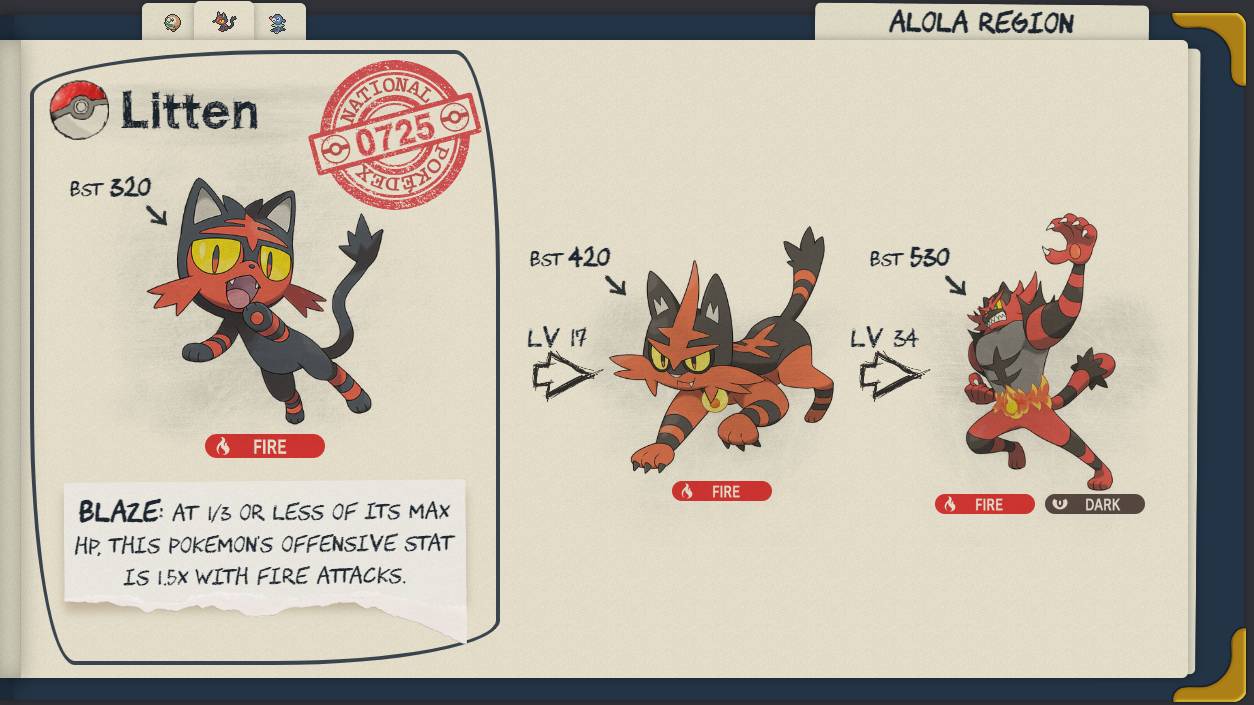 ALOLA REGION
Litten
NATIONAL
0725
POKÉDEX
BST 320
FIRE
BLAZE: AT 1/3 OR LESS OF ITS MAX
HP, THIS POKEMON'S OFFENSIVE STAT
IS 1.5X WITH FIRE ATTACKS.
BST 420
LV 17
FIRE
BST 530
LV 34
FIRE
DARK